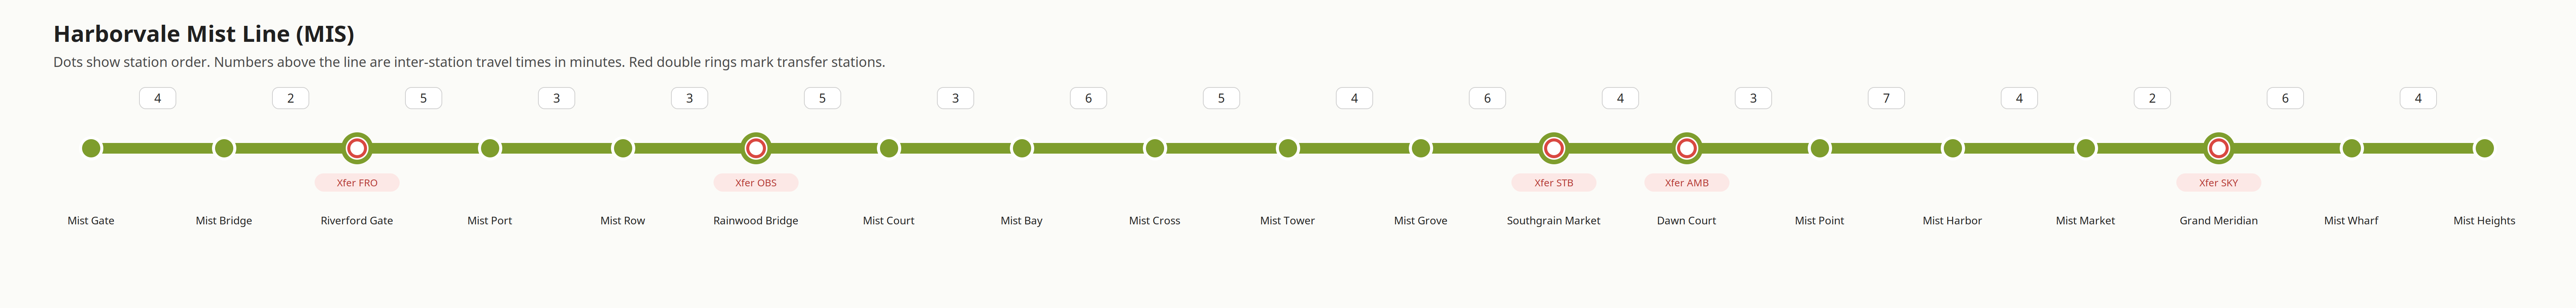 Harborvale Mist Line (MIS)
Dots show station order. Numbers above the line are inter-station travel times in minutes. Red double rings mark transfer stations.
4 2 5 3 3 5 3 6 5 4 6 4 3 7 4 2 6 4
Xfer FRO Xfer OBS Xfer STB Xfer AMB Xfer SKY
Mist Gate Mist Bridge Riverford Gate Mist Port Mist Row Rainwood Bridge Mist Court Mist Bay Mist Cross Mist Tower Mist Grove Southgrain Market Dawn Court Mist Point Mist Harbor Mist Market Grand Meridian Mist Wharf Mist Heights